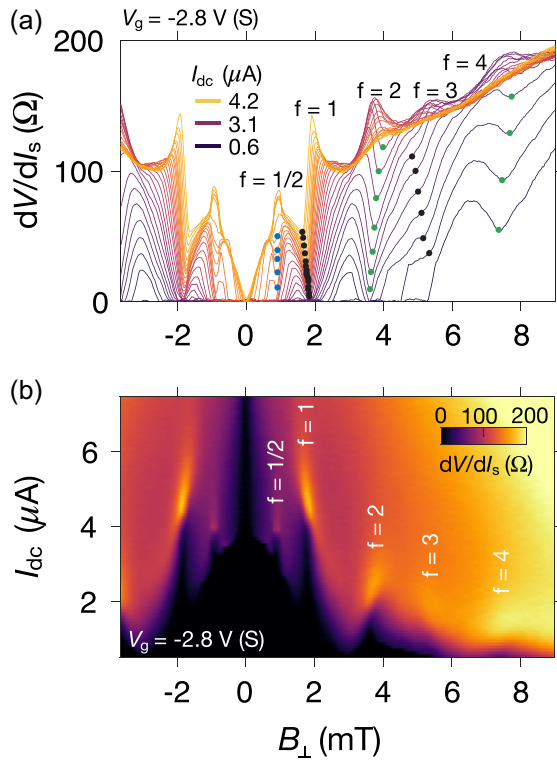 (a)
V_g = -2.8 V (S)
I_dc (μA)
4.2
3.1
0.6
f = 1/2
f = 1
f = 2
f = 3
f = 4
dV/dI_s (Ω)
200
100
0
-2 0 2 4 6 8
(b)
f = 1/2
f = 1
f = 2
f = 3
f = 4
0 100 200
dV/dI_s (Ω)
V_g = -2.8 V (S)
I_dc (μA)
6
4
2
-2 0 2 4 6 8
B_⊥ (mT)